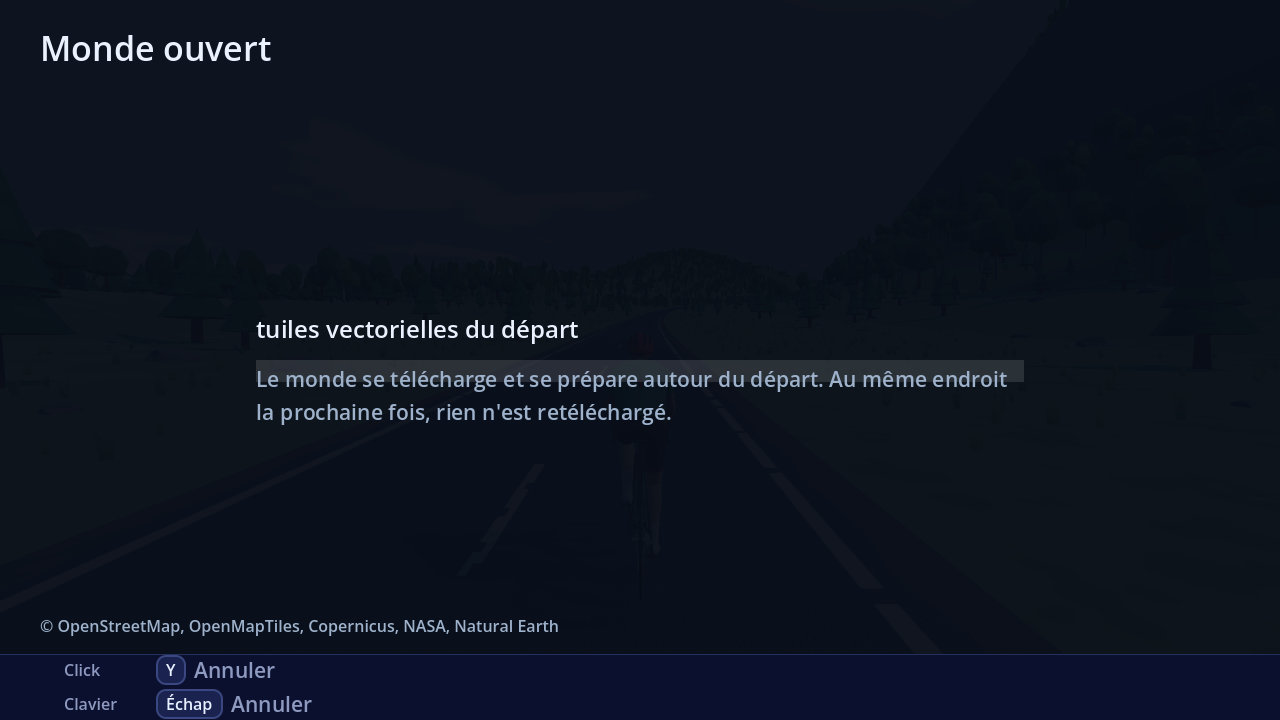 Monde ouvert
tuiles vectorielles du départ
Le monde se télécharge et se prépare autour du départ. Au même endroit
la prochaine fois, rien n'est retéléchargé.
© OpenStreetMap, OpenMapTiles, Copernicus, NASA, Natural Earth
Click Y Annuler
Clavier Échap Annuler